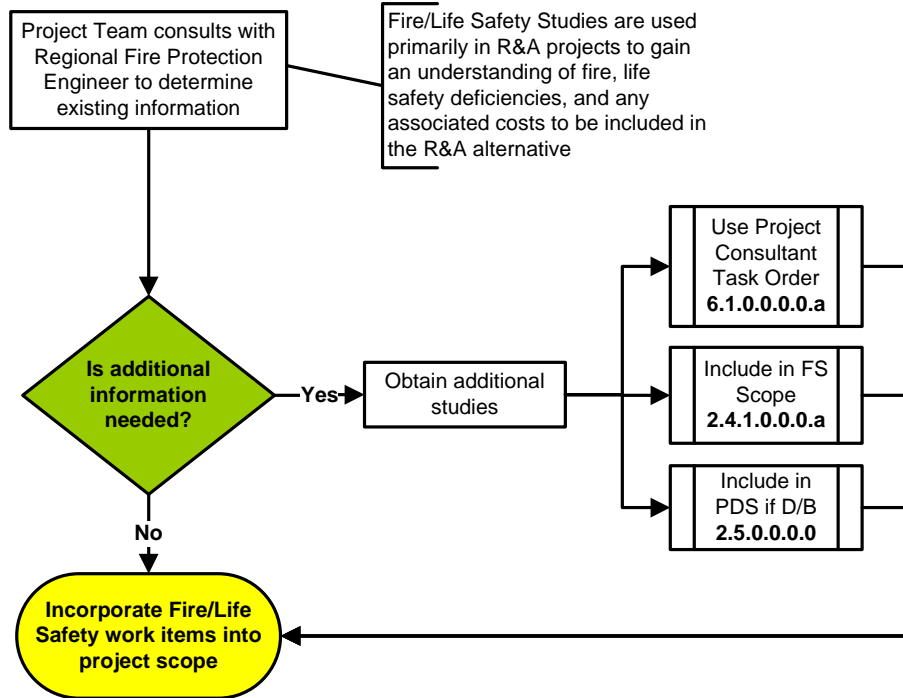 Project Team consults with
Regional Fire Protection
Engineer to determine
existing information
Fire/Life Safety Studies are used
primarily in R&A projects to gain
an understanding of fire, life
safety deficiencies, and any
associated costs to be included in
the R&A alternative
Is additional
information
needed?
Yes
Obtain additional
studies
Use Project
Consultant
Task Order
6.1.0.0.0.0.a
Include in FS
Scope
2.4.1.0.0.0.a
Include in
PDS if D/B
2.5.0.0.0.0
No
Incorporate Fire/Life
Safety work items into
project scope